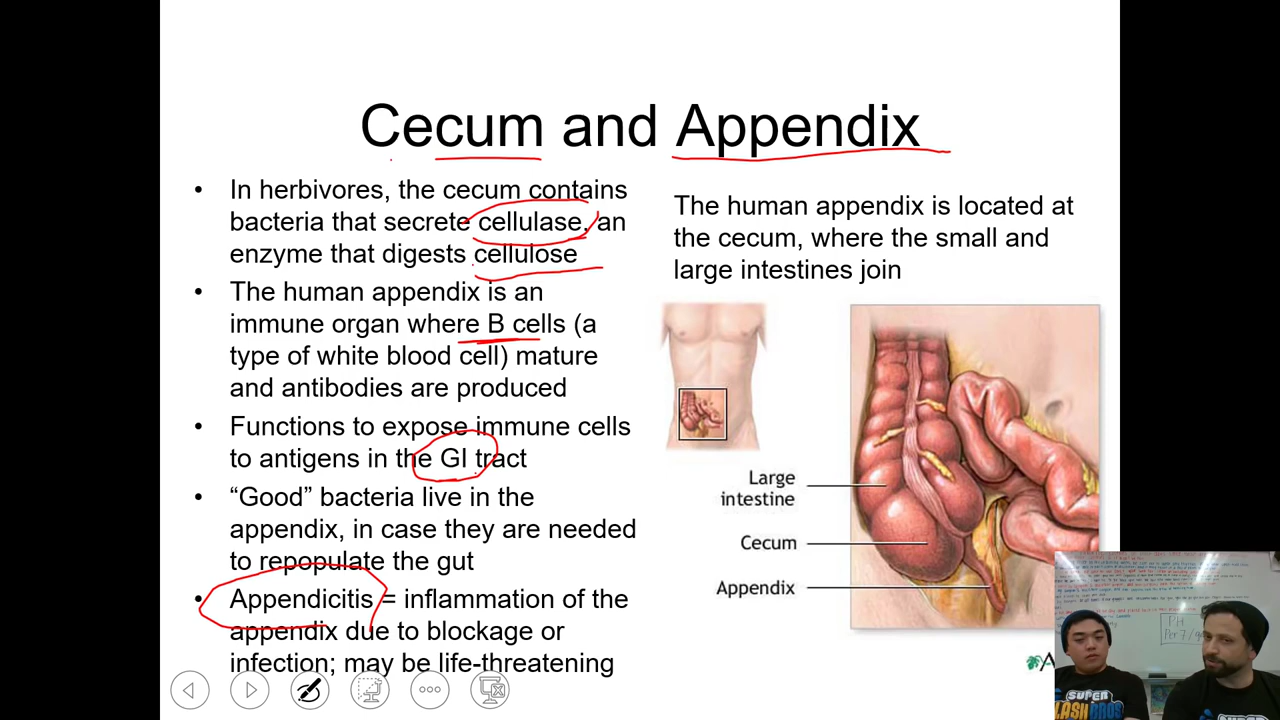 Cecum and Appendix
• In herbivores, the cecum contains
bacteria that secrete cellulase, an
enzyme that digests cellulose
• The human appendix is an
immune organ where B cells (a
type of white blood cell) mature
and antibodies are produced
• Functions to expose immune cells
to antigens in the GI tract
• “Good” bacteria live in the
appendix, in case they are needed
to repopulate the gut
• Appendicitis = inflammation of the
appendix due to blockage or
infection; may be life-threatening
The human appendix is located at
the cecum, where the small and
large intestines join
Large
intestine
Cecum
Appendix
A
Per 7
SUPER
SUPER